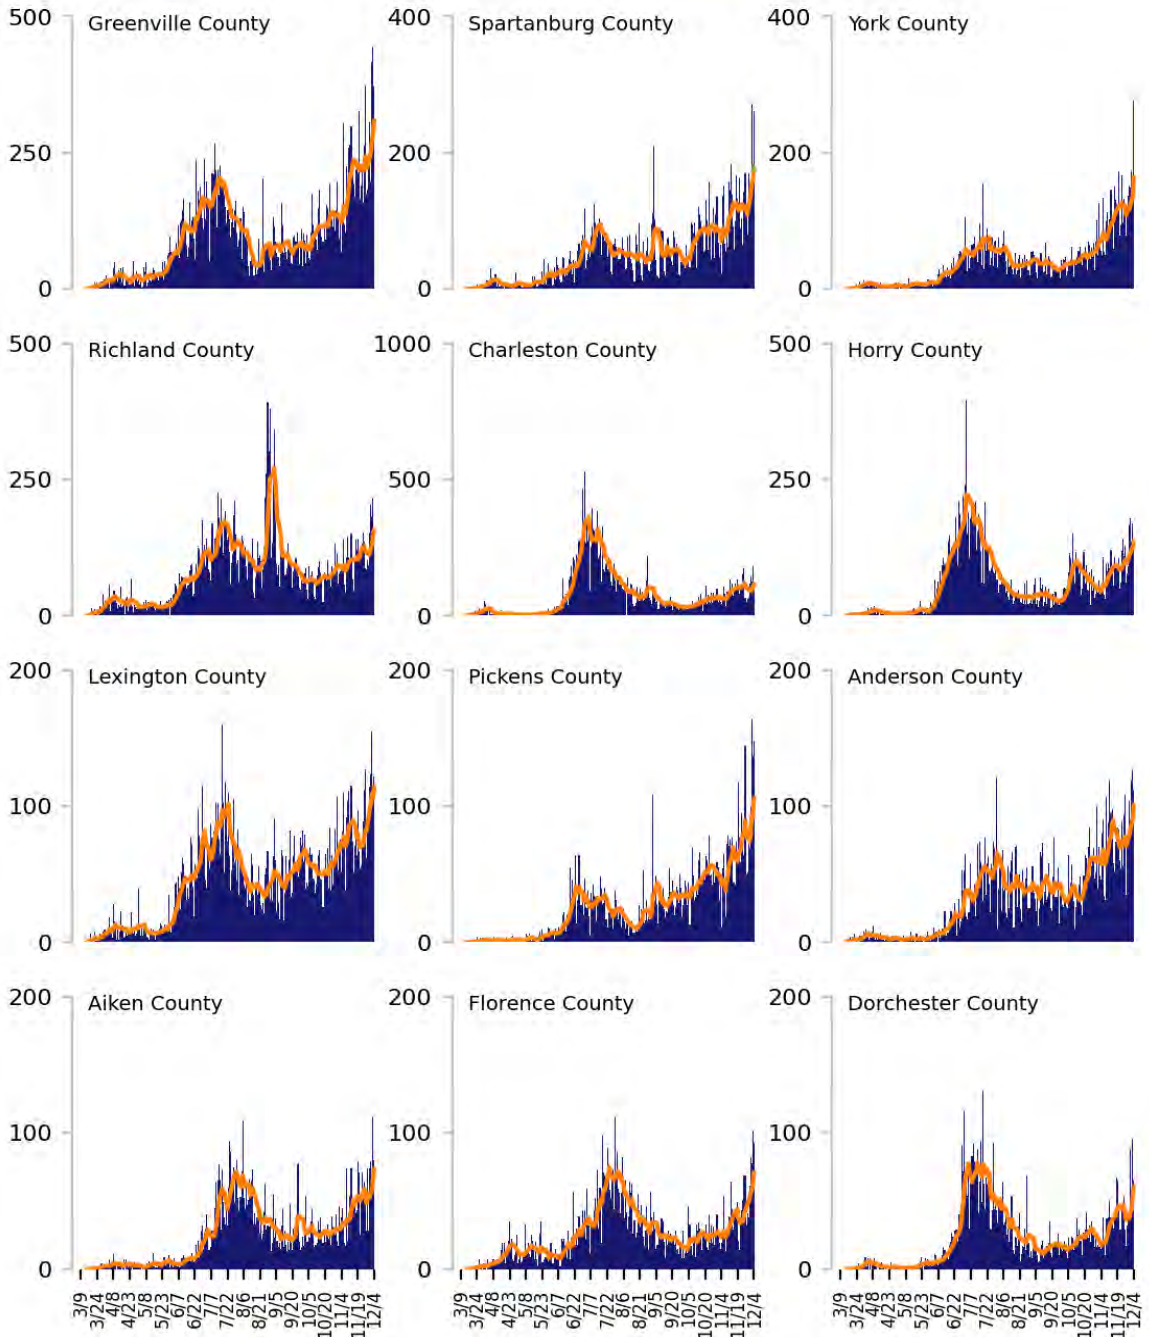 500 Greenville County 400 Spartanburg County 400 York County
250 200 200
0 0 0
500 Richland County 1000 Charleston County 500 Horry County
250 500 250
0 0 0
200 Lexington County 200 Pickens County 200 Anderson County
100 100 100
0 0 0
200 Aiken County 200 Florence County 200 Dorchester County
100 100 100
0 0 0
3/9 3/24 4/8 4/23 5/8 5/23 6/7 6/22 7/7 7/22 8/6 8/21 9/5 9/20 10/5 10/20 11/4 11/19 12/4 3/9 3/24 4/8 4/23 5/8 5/23 6/7 6/22 7/7 7/22 8/6 8/21 9/5 9/20 10/5 10/20 11/4 11/19 12/4 3/9 3/24 4/8 4/23 5/8 5/23 6/7 6/22 7/7 7/22 8/6 8/21 9/5 9/20 10/5 10/20 11/4 11/19 12/4